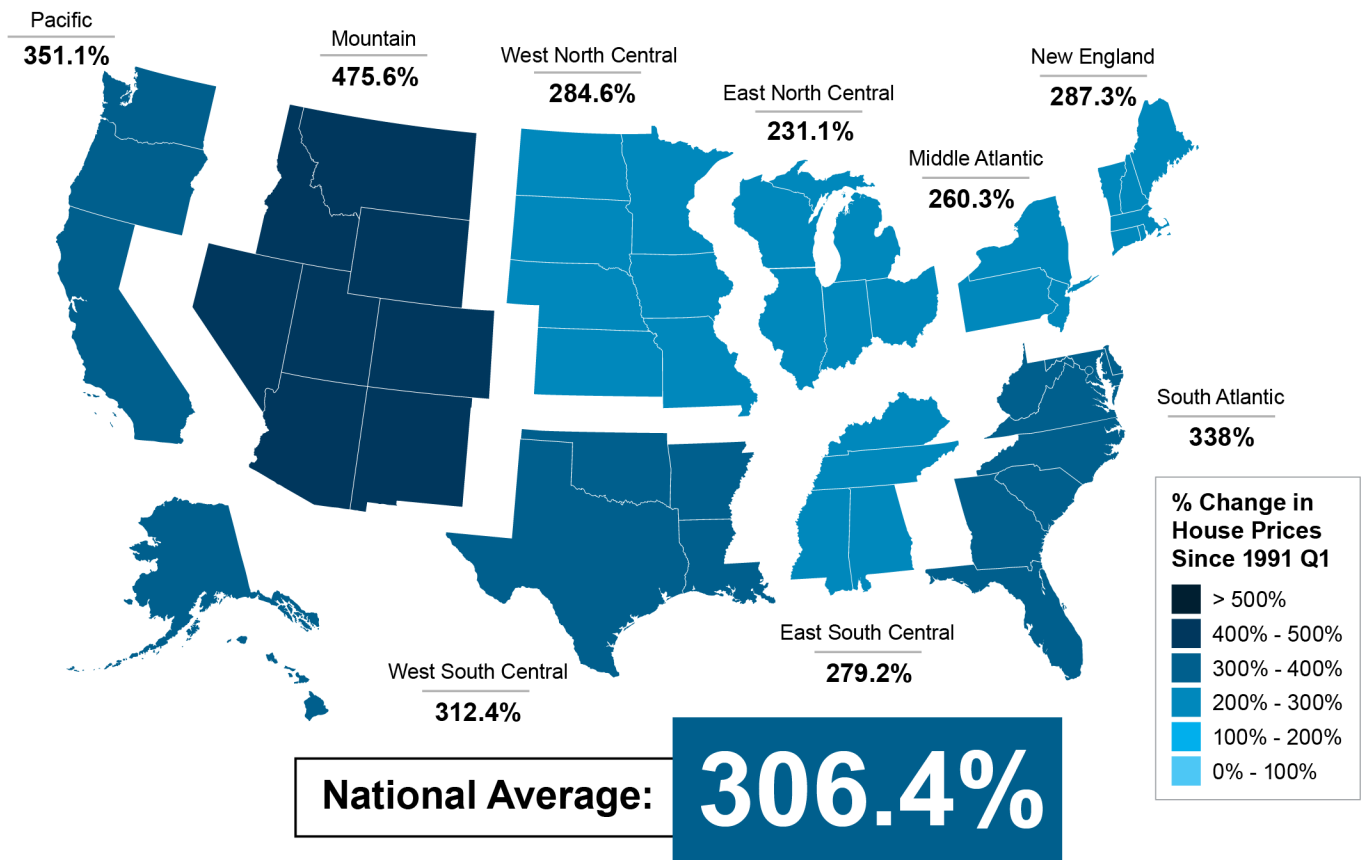 Pacific
351.1%
Mountain
475.6%
West North Central
284.6%
East North Central
231.1%
Middle Atlantic
260.3%
New England
287.3%
South Atlantic
338%
% Change in
House Prices
Since 1991 Q1
> 500%
400% - 500%
300% - 400%
200% - 300%
100% - 200%
0% - 100%
East South Central
279.2%
West South Central
312.4%
National Average:
306.4%